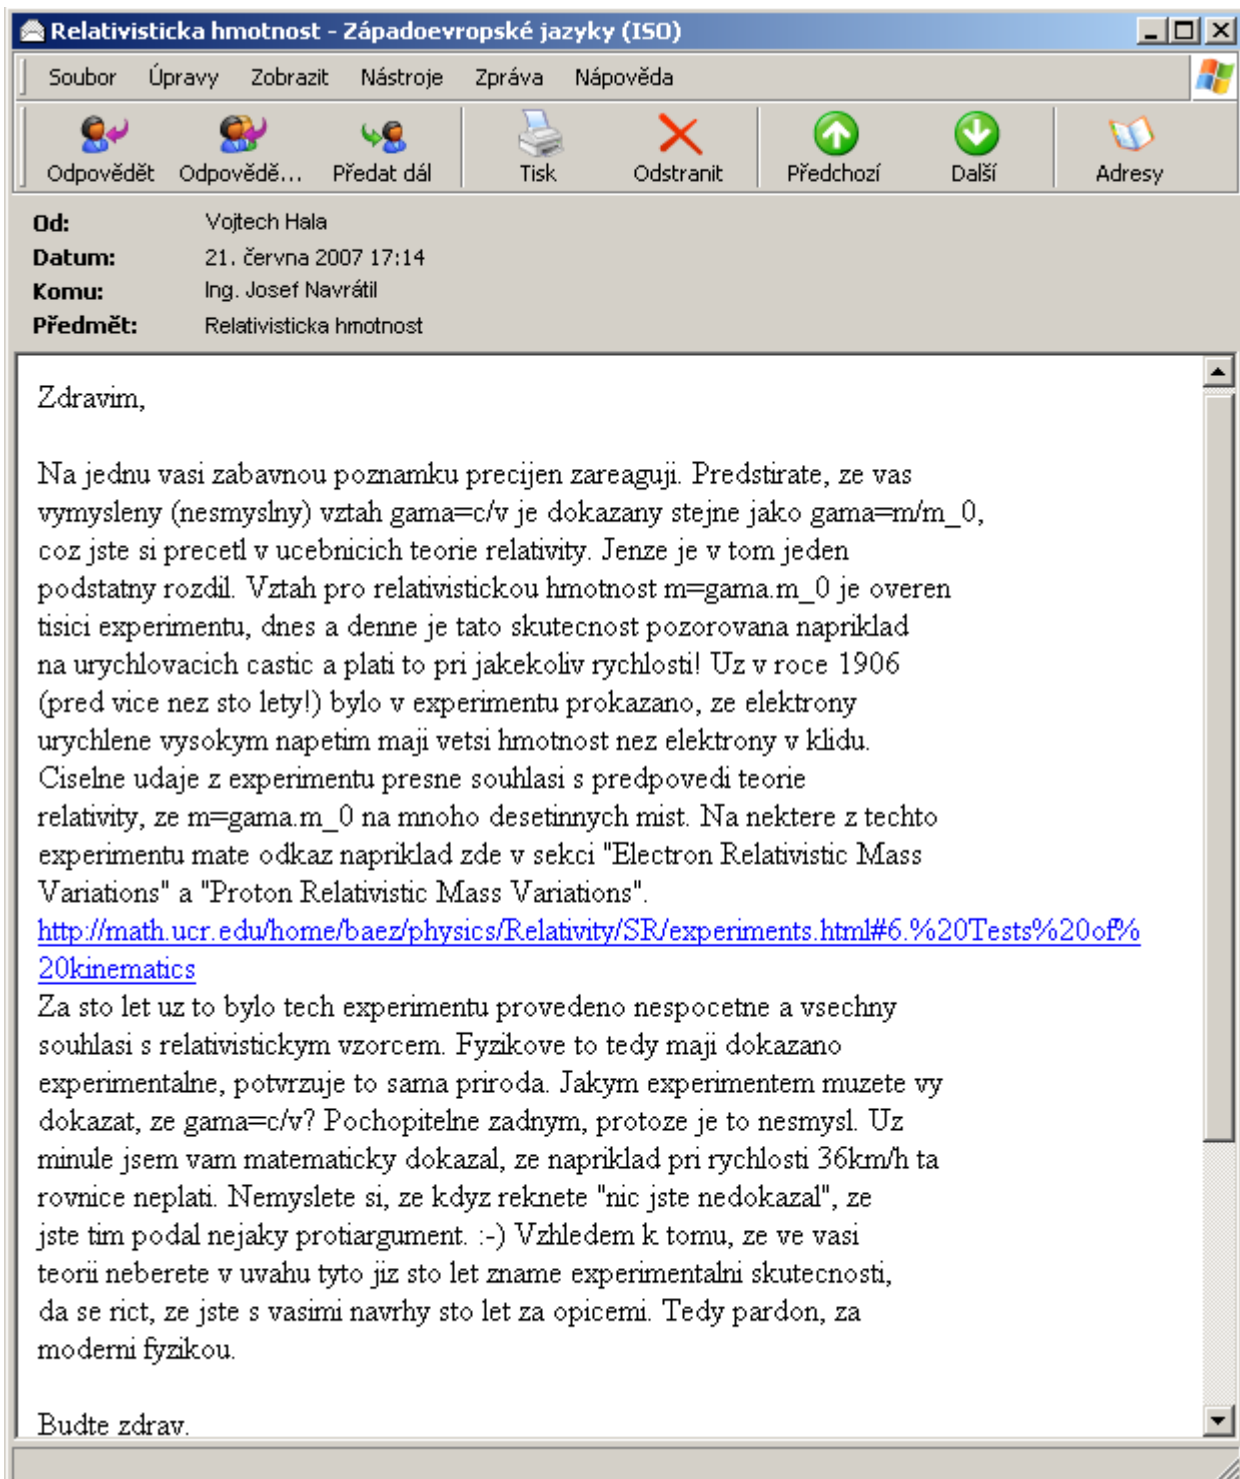 Relativisticka hmotnost - Západoevropské jazyky (ISO)
Soubor Úpravy Zobrazit Nástroje Zpráva Nápověda
Odpovědět Odpovědě... Předat dál Tisk Odstranit Předchozí Další Adresy
Od: Vojtech Hala
Datum: 21. června 2007 17:14
Komu: Ing. Josef Navrátil
Předmět: Relativisticka hmotnost
Zdravim,
Na jednu vasi zabavnou poznamku precijen zareaguji. Predstirate, ze vas
vymysleny (nesmyslny) vztah gama=c/v je dokazany stejne jako gama=m/m_0,
coz jste si precetl v ucebnicich teorie relativity. Jenze je v tom jeden
podstatny rozdil. Vztah pro relativistickou hmotnost m=gama.m_0 je overen
tisici experimentu, dnes a denne je tato skutecnost pozorovana napriklad
na urychlovacich castic a plati to pri jakekoliv rychlosti! Uz v roce 1906
(pred vice nez sto lety!) bylo v experimentu prokazano, ze elektrony
urychlene vysokym napetim maji vetsi hmotnost nez elektrony v klidu.
Ciselne udaje z experimentu presne souhlasi s predpovedi teorie
relativity, ze m=gama.m_0 na mnoho desetinnych mist. Na nektere z techto
experimentu mate odkaz napriklad zde v sekci "Electron Relativistic Mass
Variations" a "Proton Relativistic Mass Variations".
http://math.ucr.edu/home/baez/physics/Relativity/SR/experiments.html#6.%20Tests%20of%
20kinematics
Za sto let uz to bylo tech experimentu provedeno nespocetne a vsechny
souhlasi s relativistickym vzorcem. Fyzikove to tedy maji dokazano
experimentalne, potvrzuje to sama priroda. Jakym experimentem muzete vy
dokazat, ze gama=c/v? Pochopitelne zadnym, protoze je to nesmysl. Uz
minule jsem vam matematicky dokazal, ze napriklad pri rychlosti 36km/h ta
rovnice neplati. Nemyslete si, ze kdyz reknete "nic jste nedokazal", ze
jste tim podal nejaky protiargument. :-) Vzhledem k tomu, ze ve vasi
teorii neberete v uvahu tyto jiz sto let zname experimentalni skutecnosti,
da se rict, ze jste s vasimi navrhy sto let za opicemi. Tedy pardon, za
moderni fyzikou.
Budte zdrav.